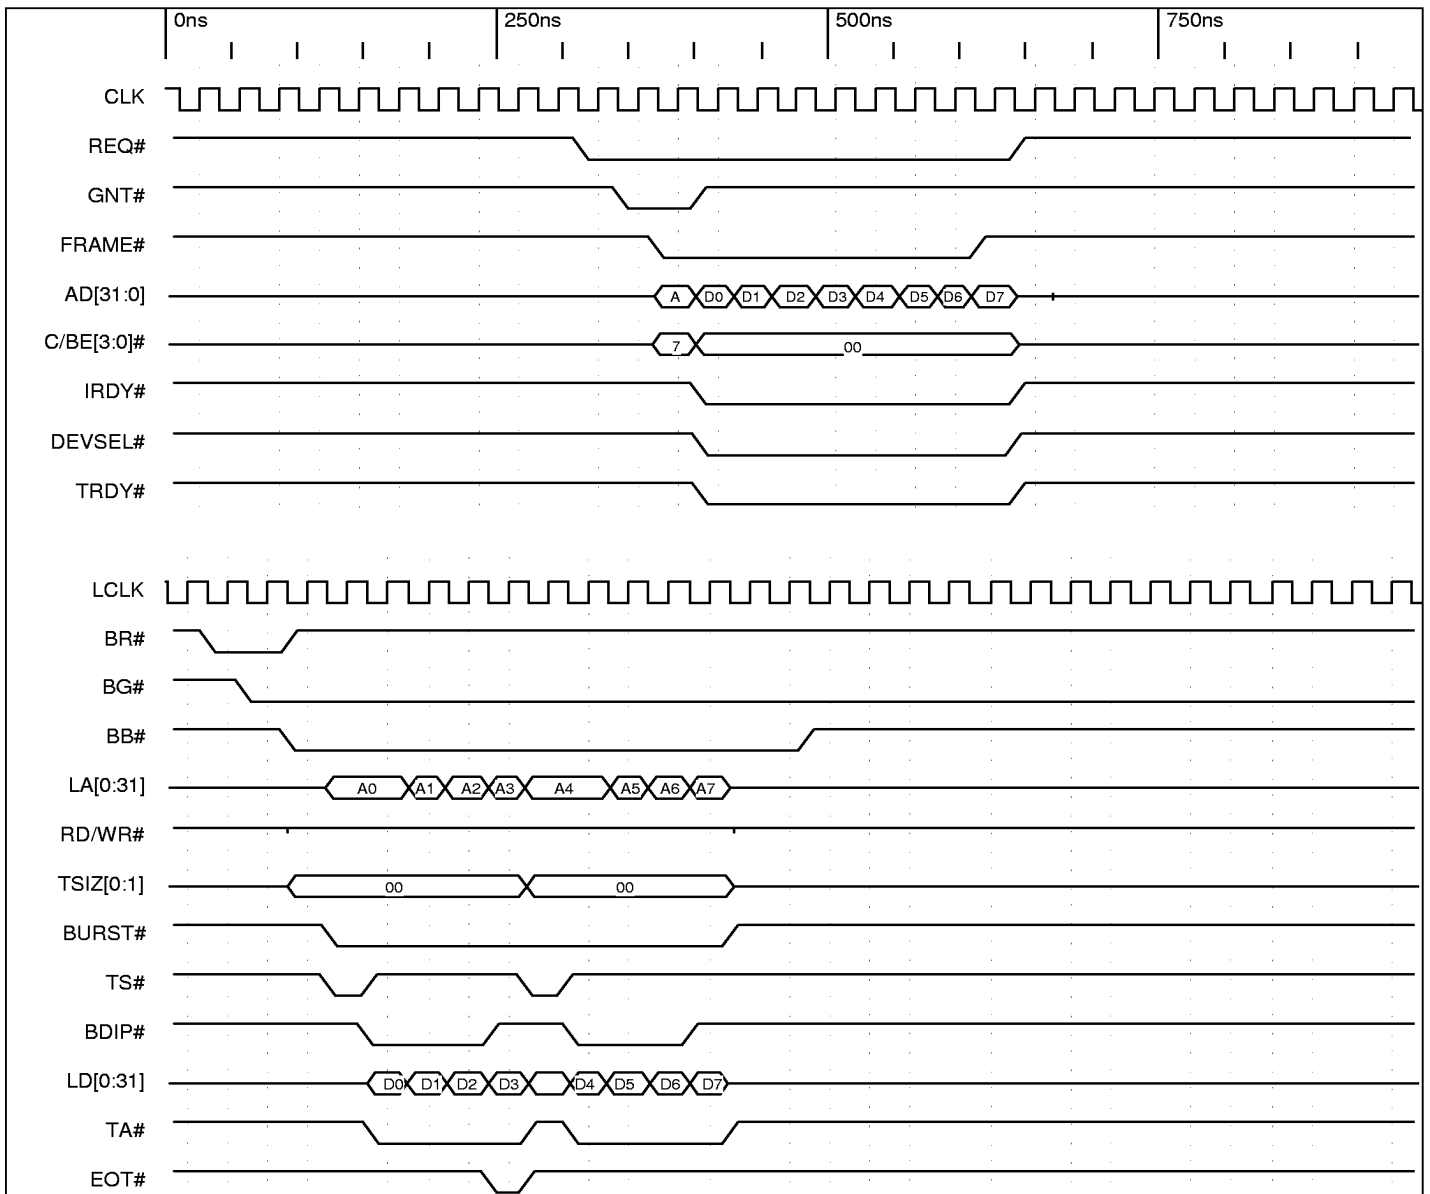 0ns 250ns 500ns 750ns
CLK
REQ#
GNT#
FRAME#
AD[31:0] A D0 D1 D2 D3 D4 D5 D6 D7
C/BE[3:0]# 7 00
IRDY#
DEVSEL#
TRDY#
LCLK
BR#
BG#
BB#
LA[0:31] A0 A1 A2 A3 A4 A5 A6 A7
RD/WR#
TSIZ[0:1] 00 00
BURST#
TS#
BDIP#
LD[0:31] D0 D1 D2 D3 D4 D5 D6 D7
TA#
EOT#